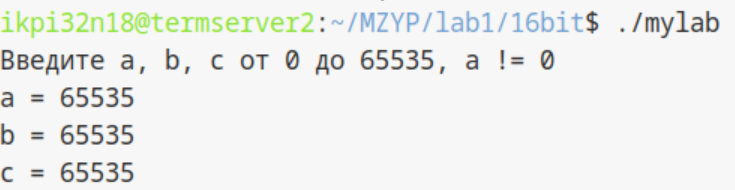 ikpi32n18@termserver2:~/MZYP/lab1/16bit$ ./mylab
Введите a, b, c от 0 до 65535, a != 0
a = 65535
b = 65535
c = 65535